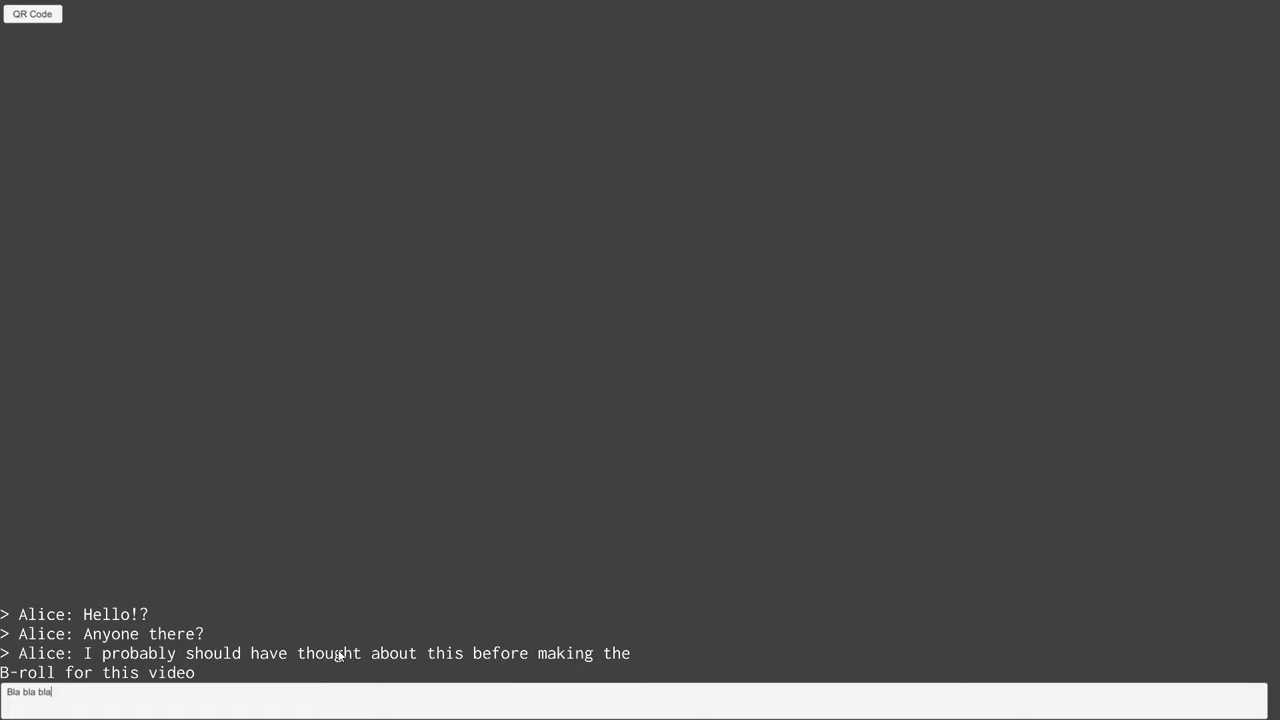 QR Code
> Alice: Hello!?
> Alice: Anyone there?
> Alice: I probably should have thought about this before making the
B-roll for this video
Bla bla bla